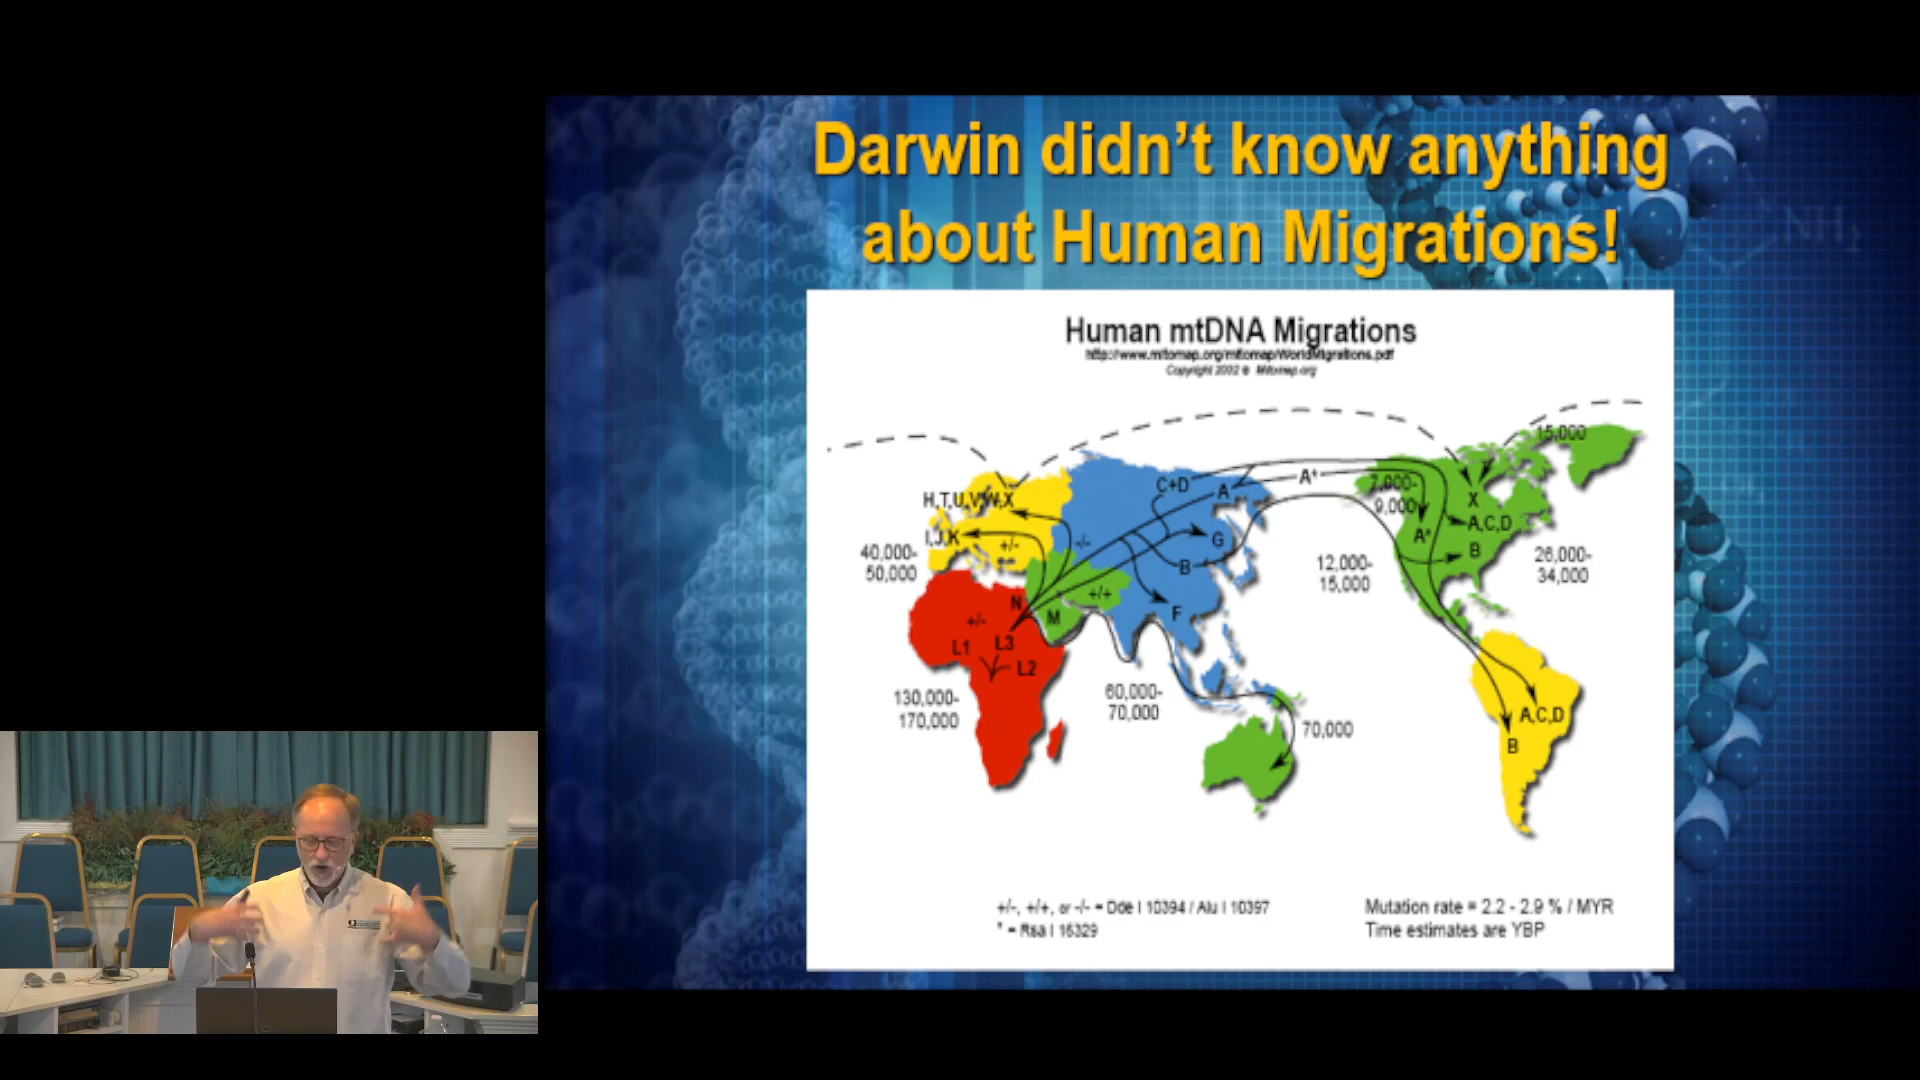 Darwin didn't know anything
about Human Migrations!
Human mtDNA Migrations
http://www.mitomap.org/mitomap/WorldMigrations.pdf
Copyright 2002 © Mitomap.org
15,000
C+D
A
A*
7,000-
9,000
X
H,T,U,V,W,X
A,C,D
I,J,K
+/-
-/-
G
A*
B
40,000-
50,000
B
12,000-
15,000
26,000-
34,000
+/+
N
M
F
+/-
L1
L3
L2
130,000-
170,000
60,000-
70,000
70,000
A,C,D
B
+/-, +/+, or -/- = Dde I 10394 / Alu I 10397
* = Rsa I 16329
Mutation rate = 2.2 - 2.9 % / MYR
Time estimates are YBP